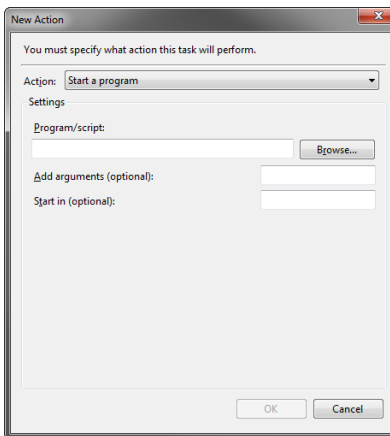 New Action
You must specify what action this task will perform.
Action: Start a program
Settings
Program/script:
Browse...
Add arguments (optional):
Start in (optional):
OK Cancel